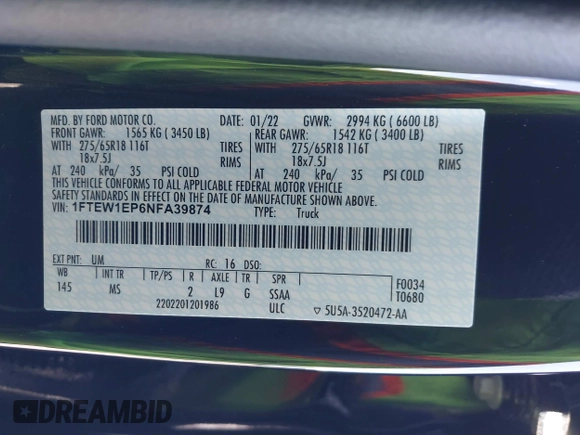 MFD. BY FORD MOTOR CO. DATE: 01/22 GVWR: 2994 KG ( 6600 LB)
FRONT GAWR: 1565 KG ( 3450 LB) REAR GAWR: 1542 KG ( 3400 LB)
WITH 275/65R18 116T TIRES WITH 275/65R18 116T TIRES
18x7.5J RIMS 18x7.5J RIMS
AT 240 kPa/ 35 PSI COLD AT 240 kPa/ 35 PSI COLD
THIS VEHICLE CONFORMS TO ALL APPLICABLE FEDERAL MOTOR VEHICLE
SAFETY STANDARDS IN EFFECT ON THE DATE OF MANUFACTURE SHOWN ABOVE.
VIN: 1FTEW1EP6NFA39874 TYPE: Truck
EXT PNT: UM RC: 16 DSO:
WB INT TR TP/PS R AXLE TR SPR F0034
145 MS 2 L9 G SSAA T0680
2202201201986 ULC 5U5A-3520472-AA
DREAMBID